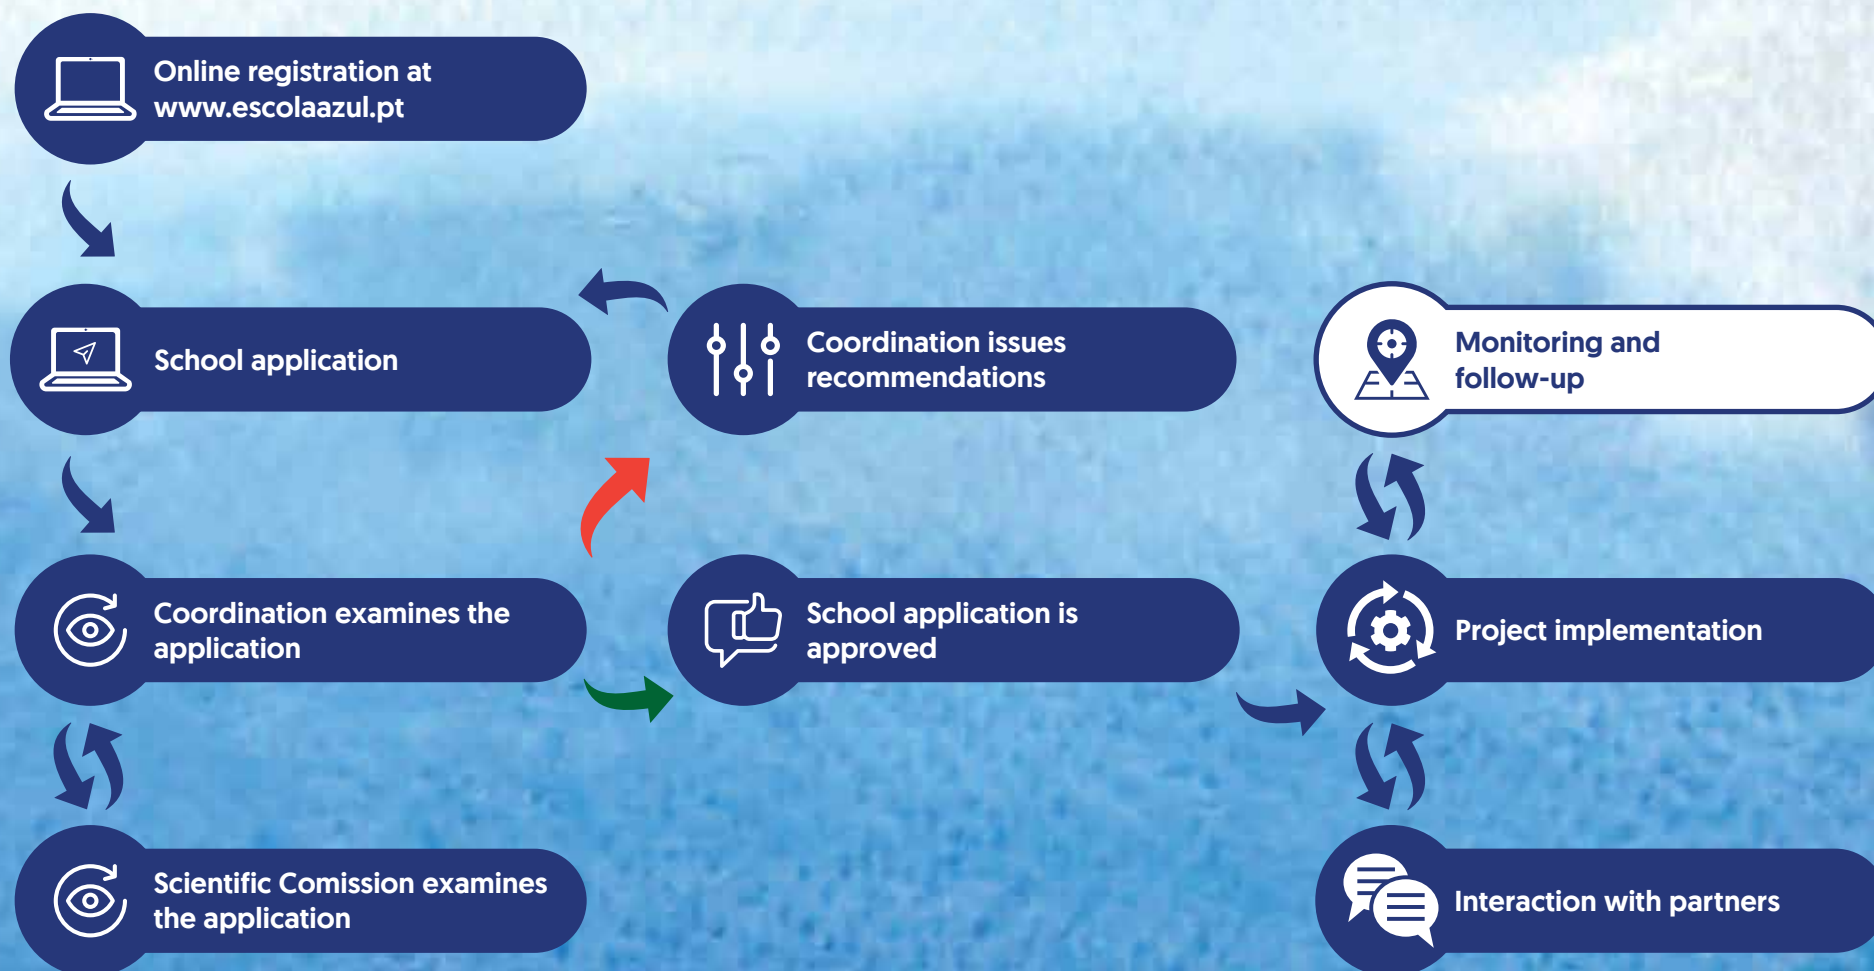 Online registration at
www.escolaazul.pt
School application
Coordination issues
recommendations
Monitoring and
follow-up
Coordination examines the
application
School application is
approved
Project implementation
Scientific Comission examines
the application
Interaction with partners